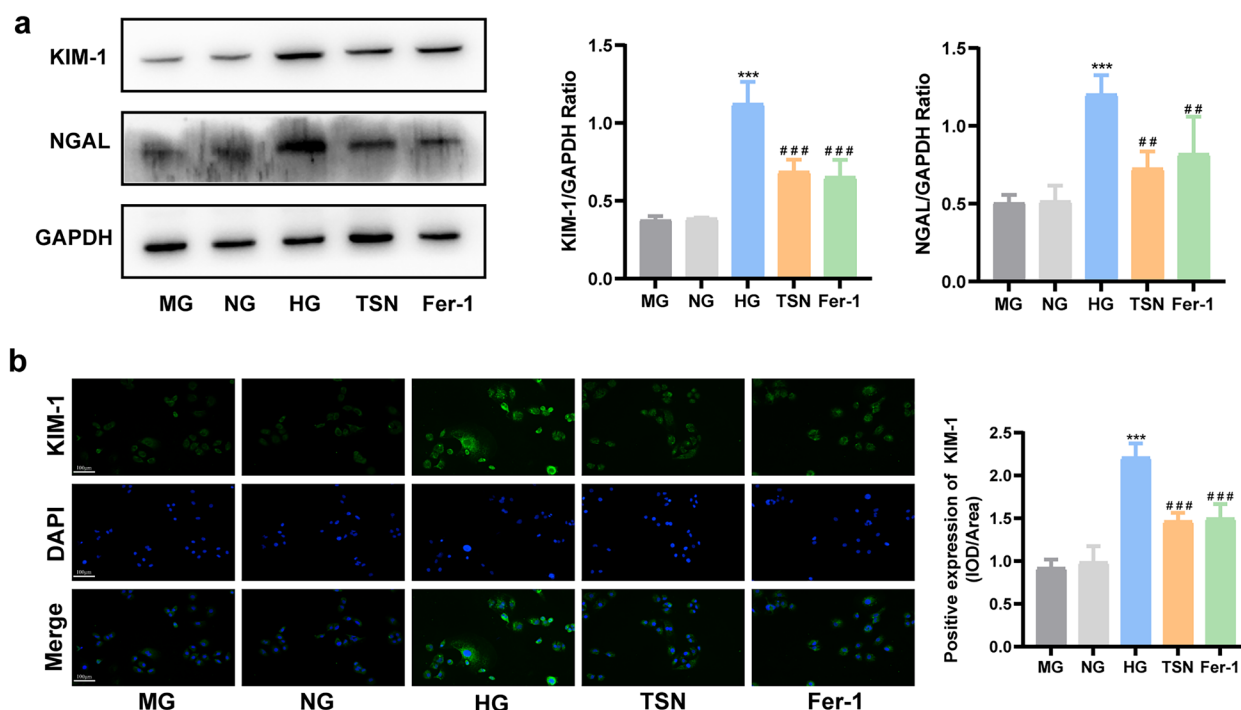 a
KIM-1
NGAL
GAPDH
MG NG HG TSN Fer-1
KIM-1/GAPDH Ratio
1.5
1.0
0.5
0.0
***
###
###
MG NG HG TSN Fer-1
NGAL/GAPDH Ratio
1.5
1.0
0.5
0.0
***
##
##
MG NG HG TSN Fer-1
b
KIM-1
100μm
DAPI
100μm
Merge
100μm
MG NG HG TSN Fer-1
Positive expression of KIM-1
(IOD/Area)
2.5
2.0
1.5
1.0
0.5
0.0
***
###
###
MG NG HG TSN Fer-1